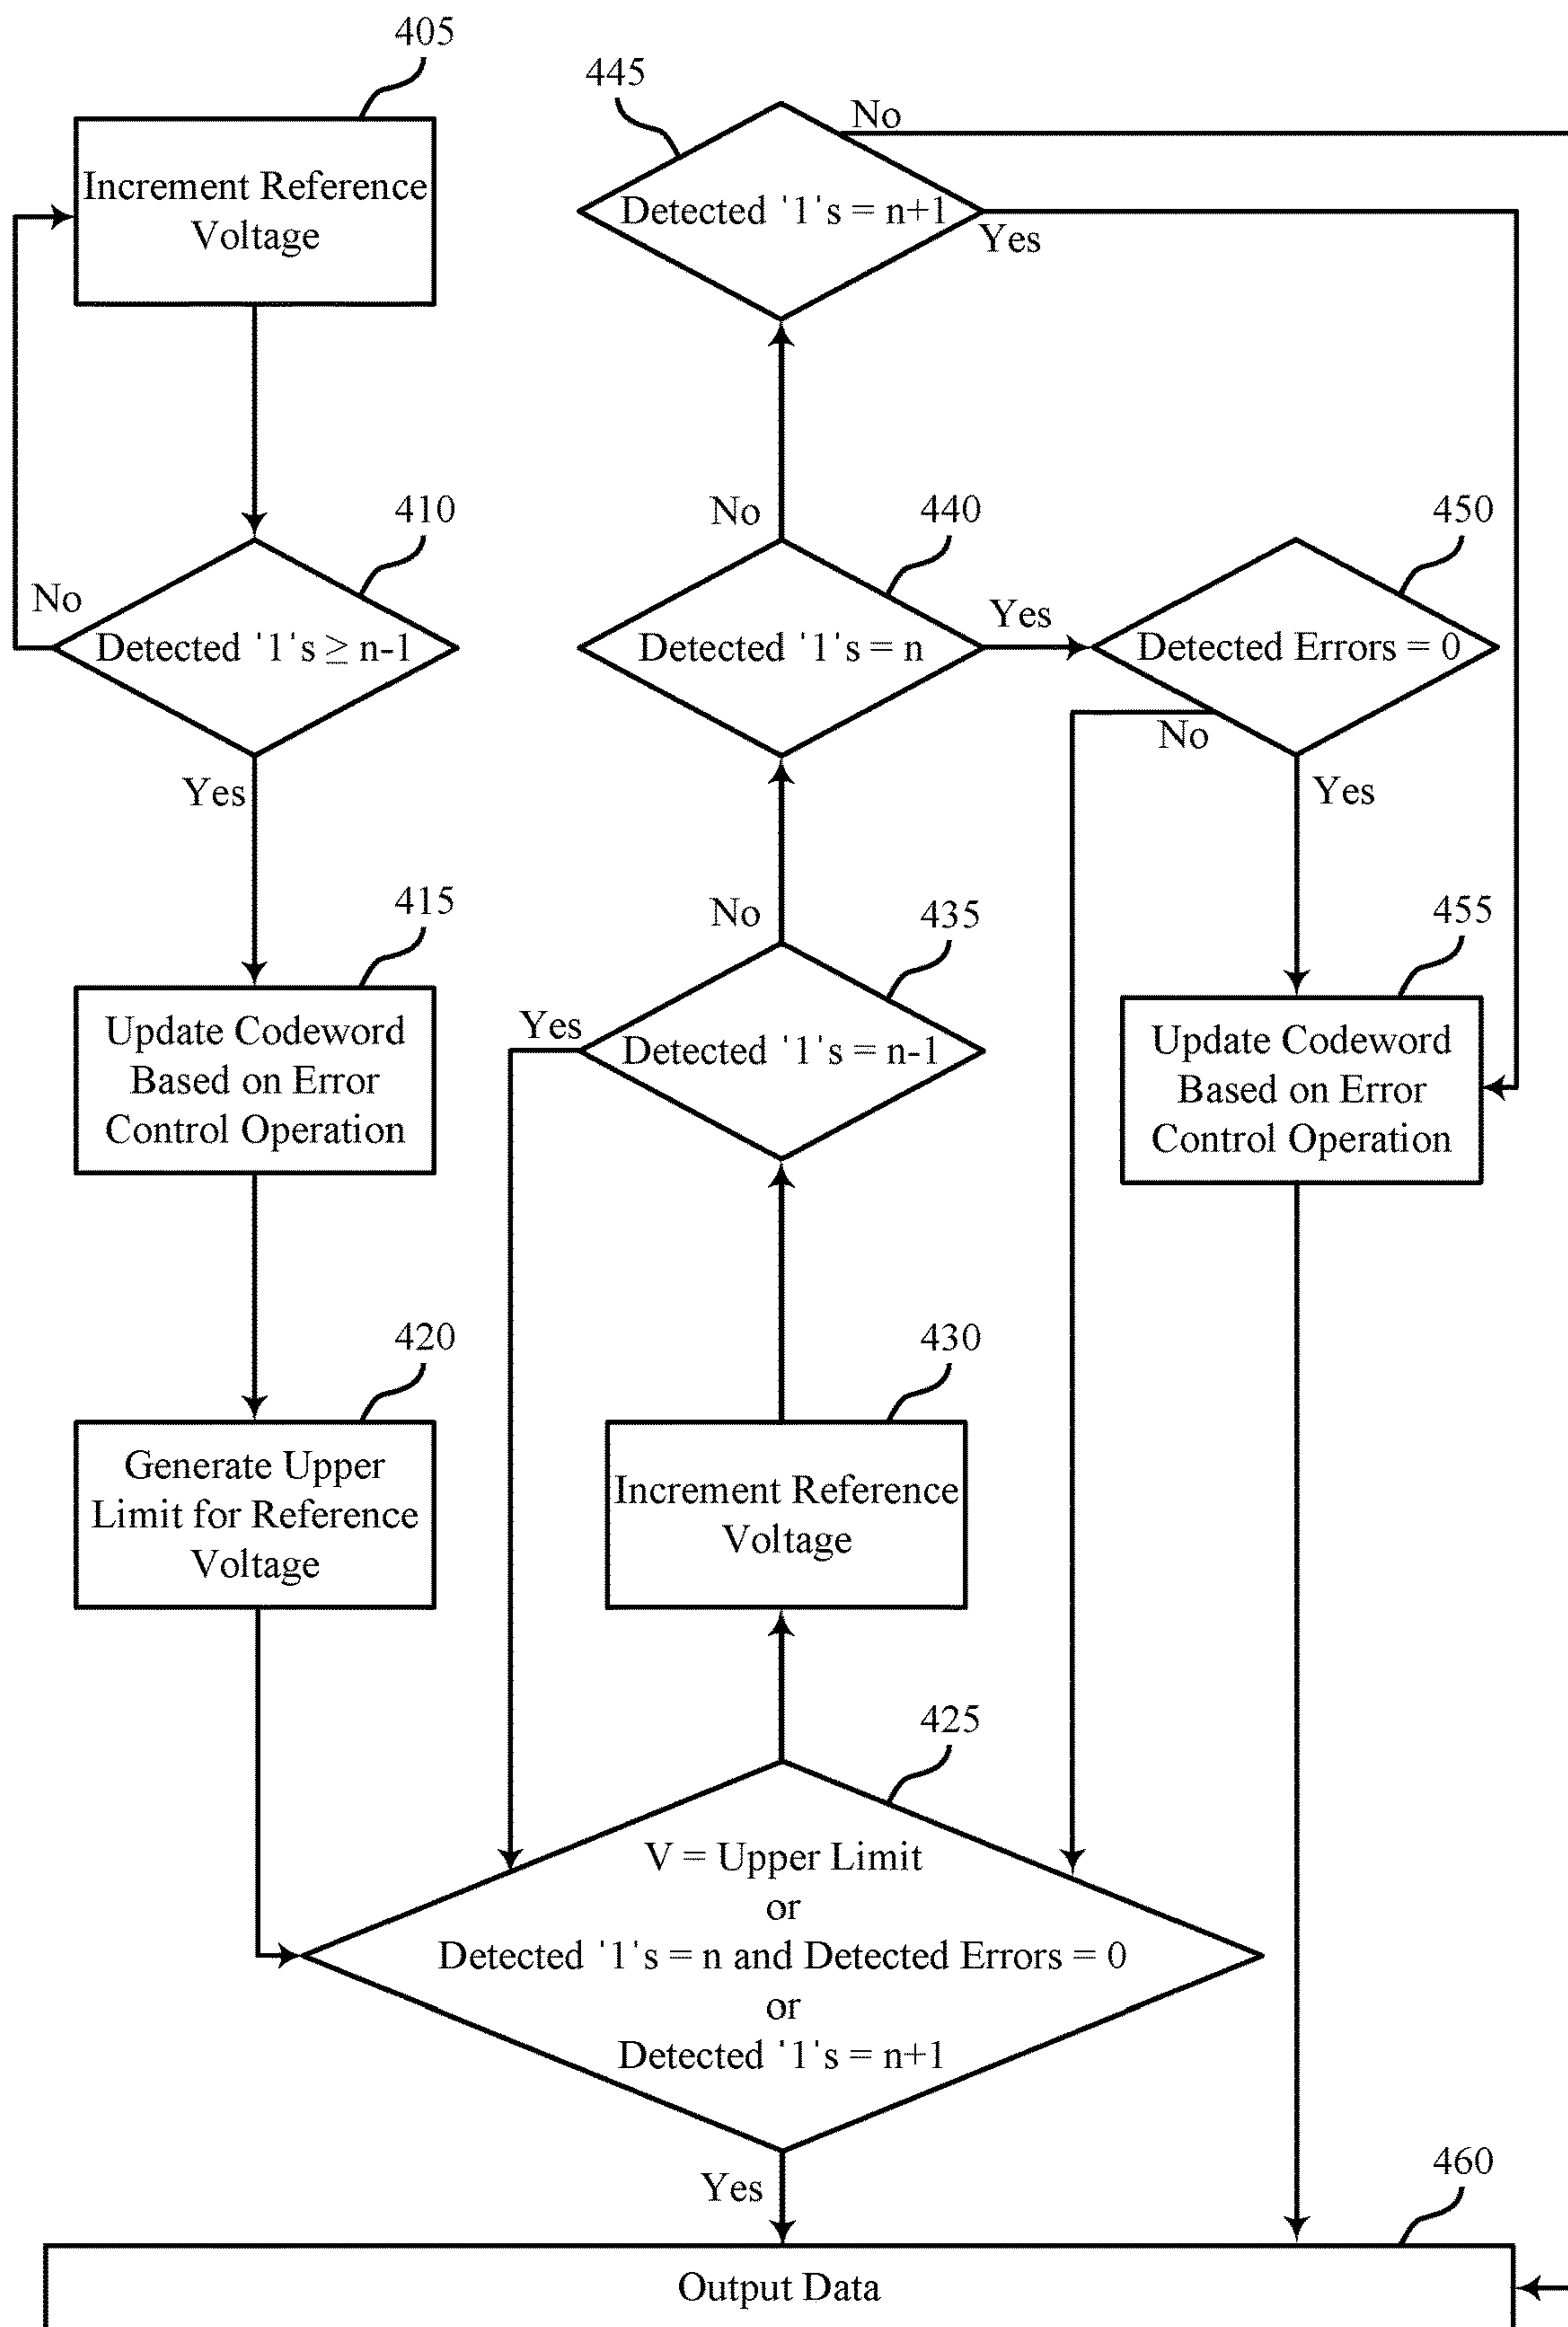 405
Increment Reference
Voltage
410
No
Detected '1's ≥ n-1
Yes
415
Update Codeword
Based on Error
Control Operation
420
Generate Upper
Limit for Reference
Voltage
445
No
Detected '1's = n+1
Yes
No
440
Yes
Detected '1's = n
450
Detected Errors = 0
No
Yes
No
435
Yes
Detected '1's = n-1
455
Update Codeword
Based on Error
Control Operation
430
Increment Reference
Voltage
425
V = Upper Limit
or
Detected '1's = n and Detected Errors = 0
or
Detected '1's = n+1
Yes
460
Output Data